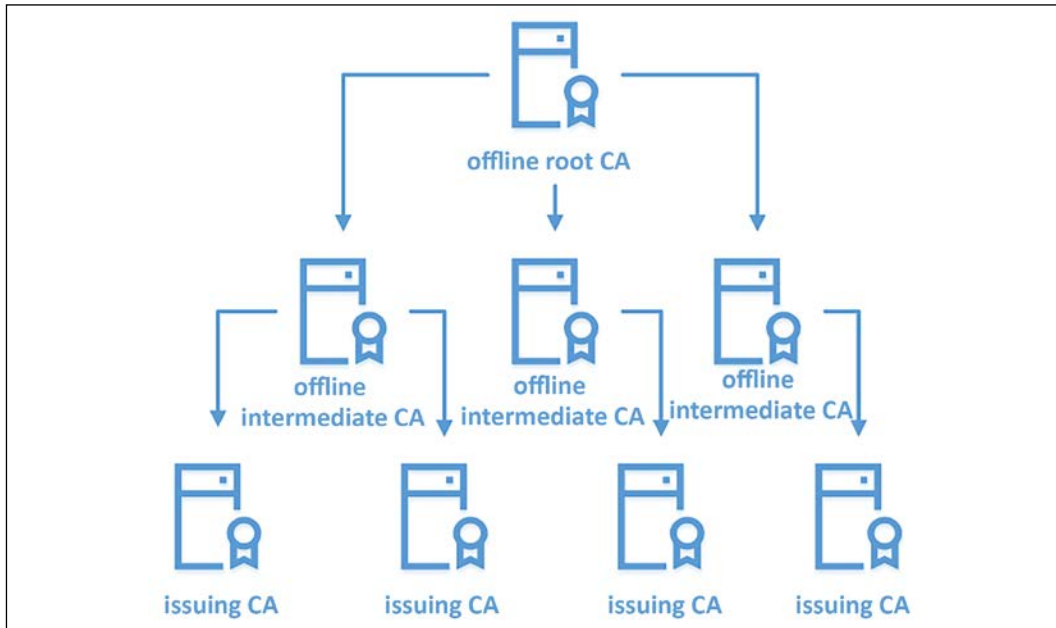 offline root CA
offline
intermediate CA
offline
intermediate CA
offline
intermediate CA
issuing CA
issuing CA
issuing CA
issuing CA